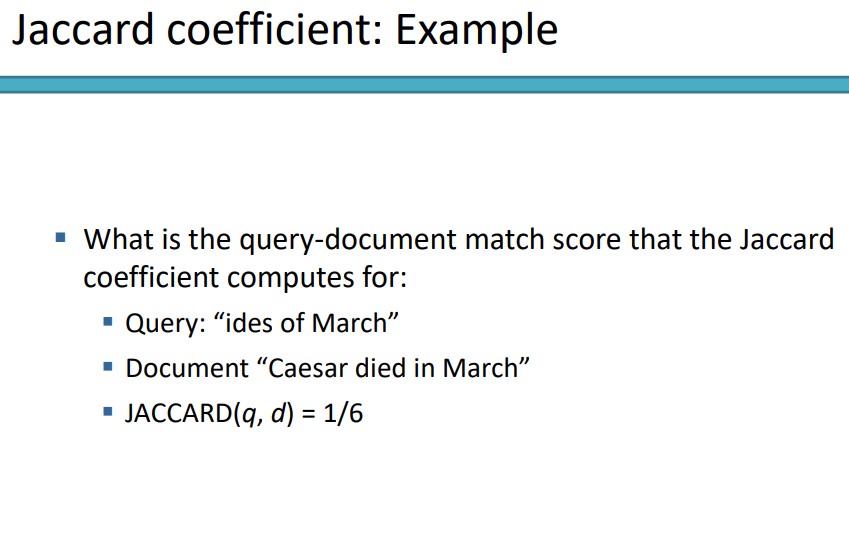 Jaccard coefficient: Example
▪ What is the query-document match score that the Jaccard
coefficient computes for:
▪ Query: “ides of March”
▪ Document “Caesar died in March”
▪ JACCARD(q, d) = 1/6